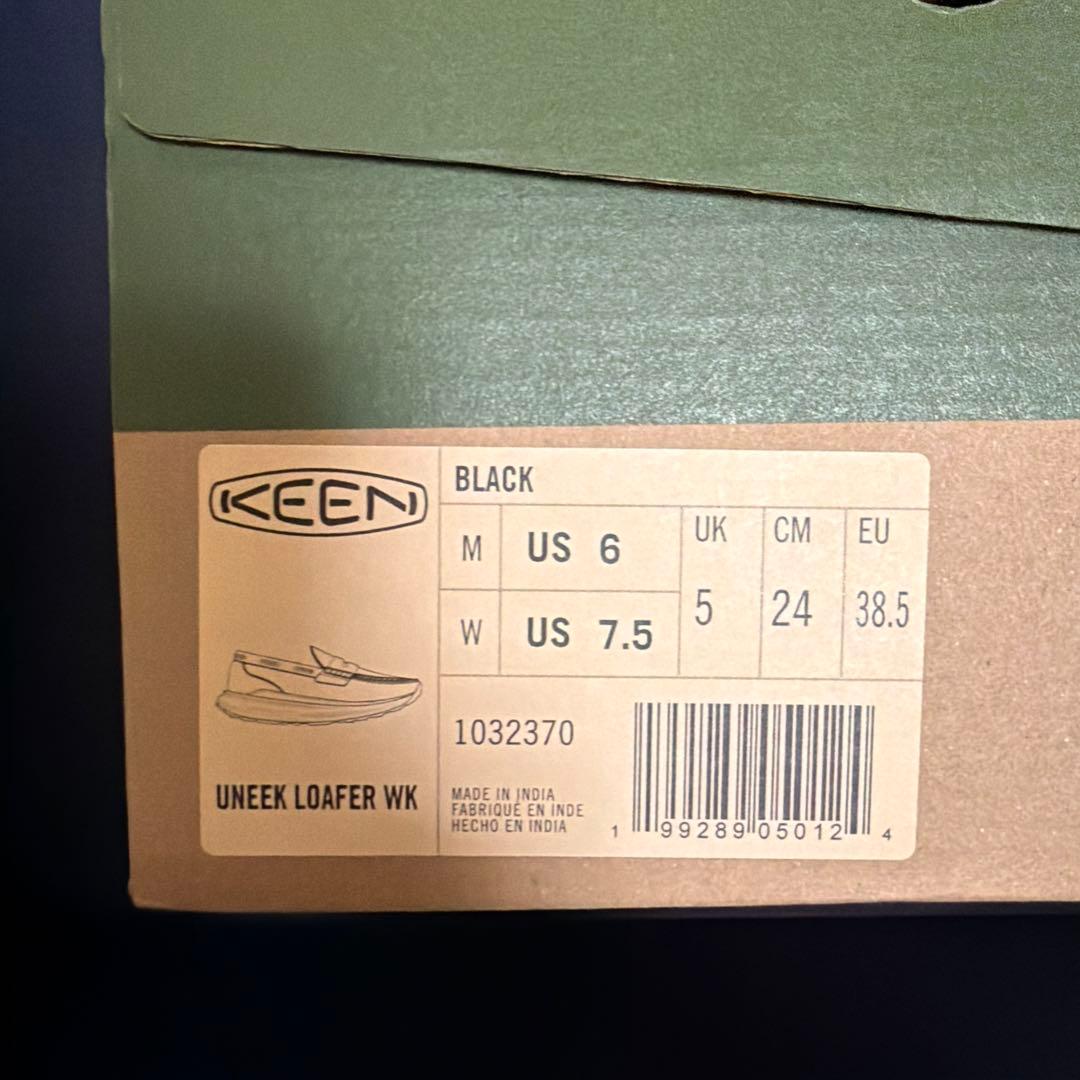 KEEN
BLACK
M US 6
W US 7.5
UK CM EU
5 24 38.5
UNEEK LOAFER WK
1032370
MADE IN INDIA
FABRIQUÉ EN INDE
HECHO EN INDIA
1 99289 05012 4